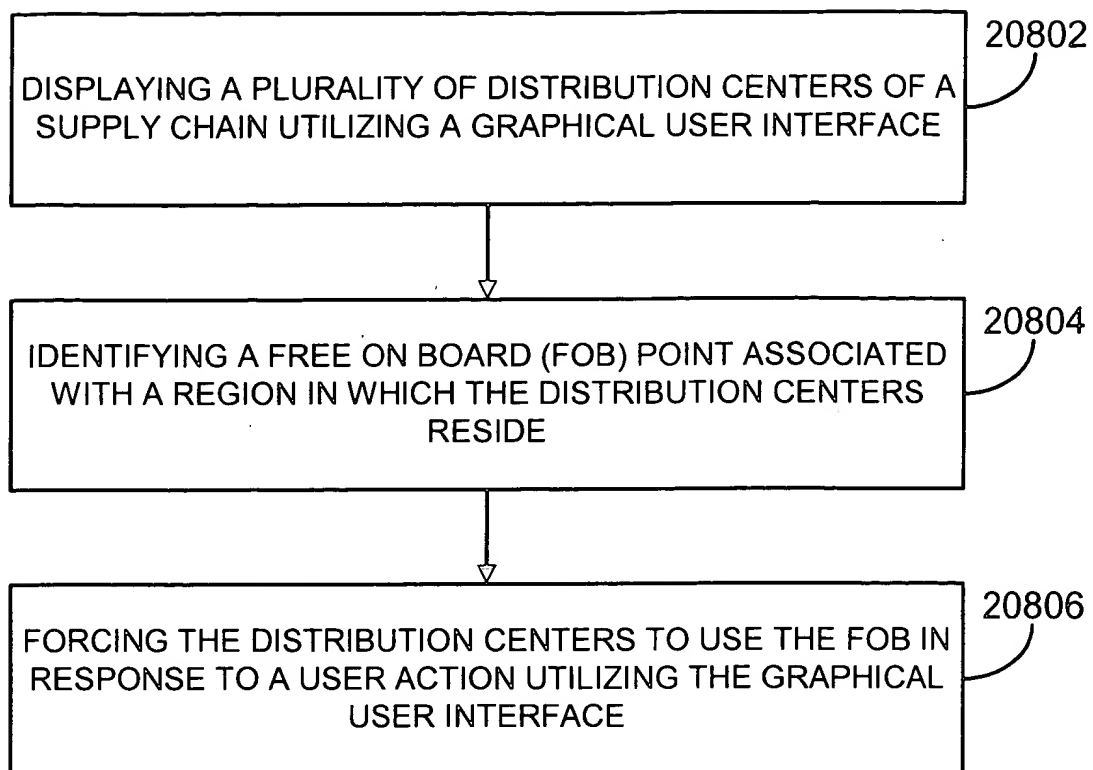 20802
DISPLAYING A PLURALITY OF DISTRIBUTION CENTERS OF A
SUPPLY CHAIN UTILIZING A GRAPHICAL USER INTERFACE
20804
IDENTIFYING A FREE ON BOARD (FOB) POINT ASSOCIATED
WITH A REGION IN WHICH THE DISTRIBUTION CENTERS
RESIDE
20806
FORCING THE DISTRIBUTION CENTERS TO USE THE FOB IN
RESPONSE TO A USER ACTION UTILIZING THE GRAPHICAL
USER INTERFACE